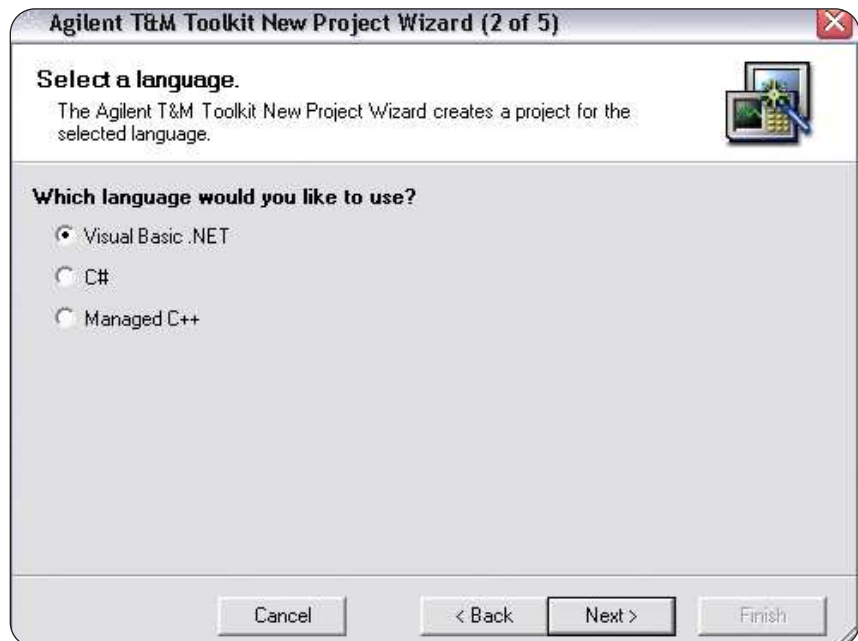 Agilent T&M Toolkit New Project Wizard (2 of 5)
Select a language.
The Agilent T&M Toolkit New Project Wizard creates a project for the
selected language.
Which language would you like to use?
Visual Basic .NET
C#
Managed C++
Cancel
< Back
Next >
Finish